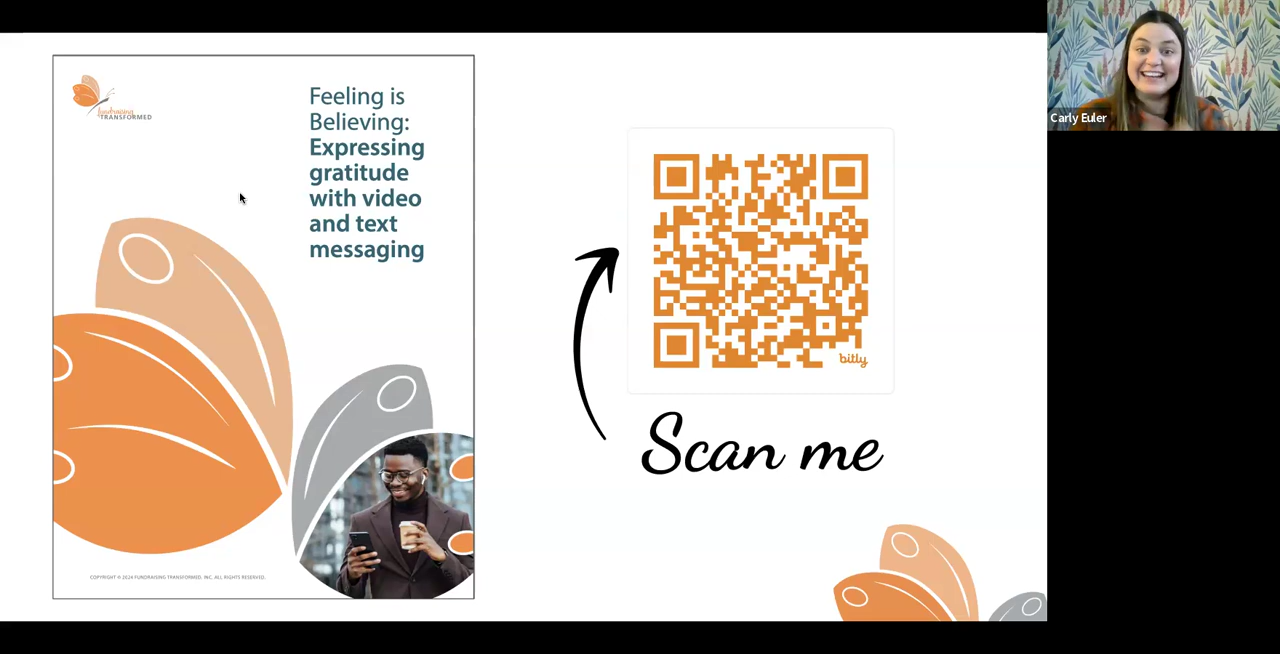 fundraising
TRANSFORMED
Feeling is
Believing:
Expressing
gratitude
with video
and text
messaging
COPYRIGHT © 2024 FUNDRAISING TRANSFORMED, INC, ALL RIGHTS RESERVED.
bitly
Scan me
Carly Euler